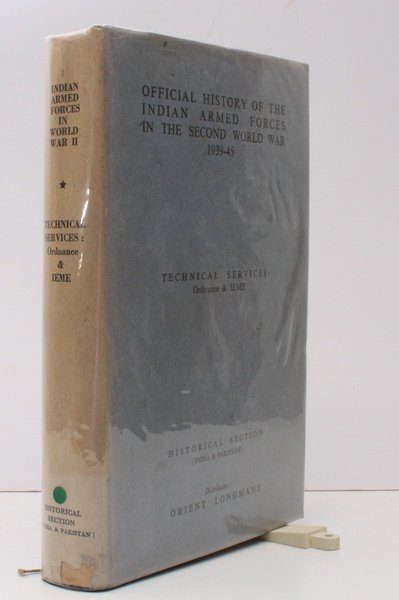 INDIAN
ARMED
FORCES
IN
WORLD
WAR II
TECHNICAL
SERVICES:
Ordnance
&
IEME
HISTORICAL
SECTION
(INDIA & PAKISTAN)
OFFICIAL HISTORY OF THE
INDIAN ARMED FORCES
IN THE SECOND WORLD WAR
1939-45
TECHNICAL SERVICES
Ordnance & IEME
HISTORICAL SECTION
(INDIA & PAKISTAN)
Distributors:
ORIENT LONGMANS